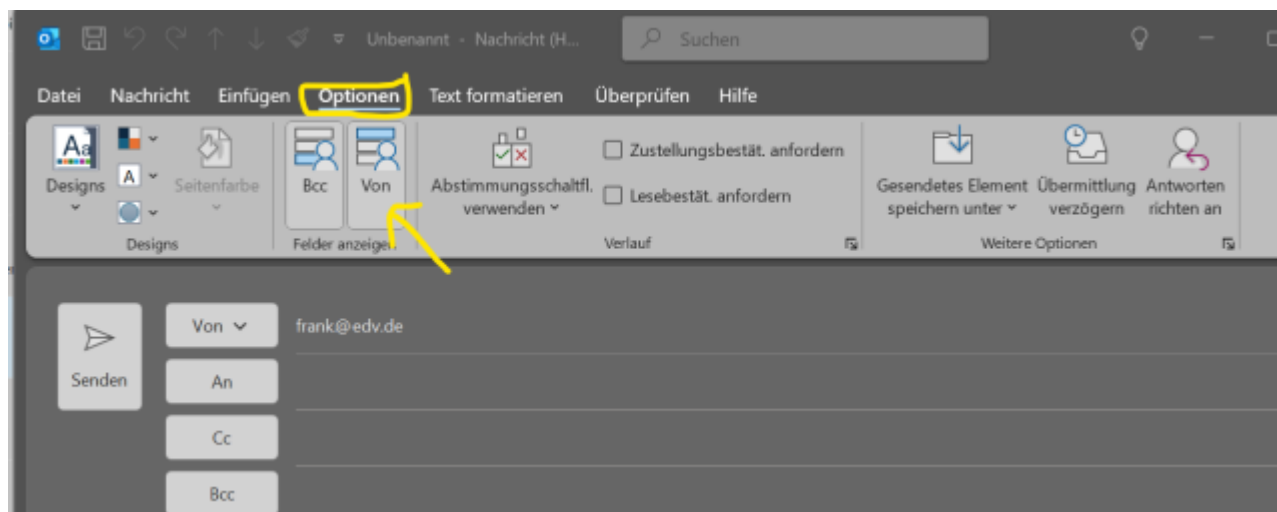 Unbenannt - Nachricht (H...
Suchen
Datei Nachricht Einfügen Optionen Text formatieren Überprüfen Hilfe
Designs
Seitenfarbe
Bcc
Von
Abstimmungsschaltfl.
verwenden
Zustellungsbestät. anfordern
Lesebestät. anfordern
Gesendetes Element
speichern unter
Übermittlung
verzögern
Antworten
richten an
Designs
Felder anzeigen
Verlauf
Weitere Optionen
Senden
Von
frank@edv.de
An
Cc
Bcc